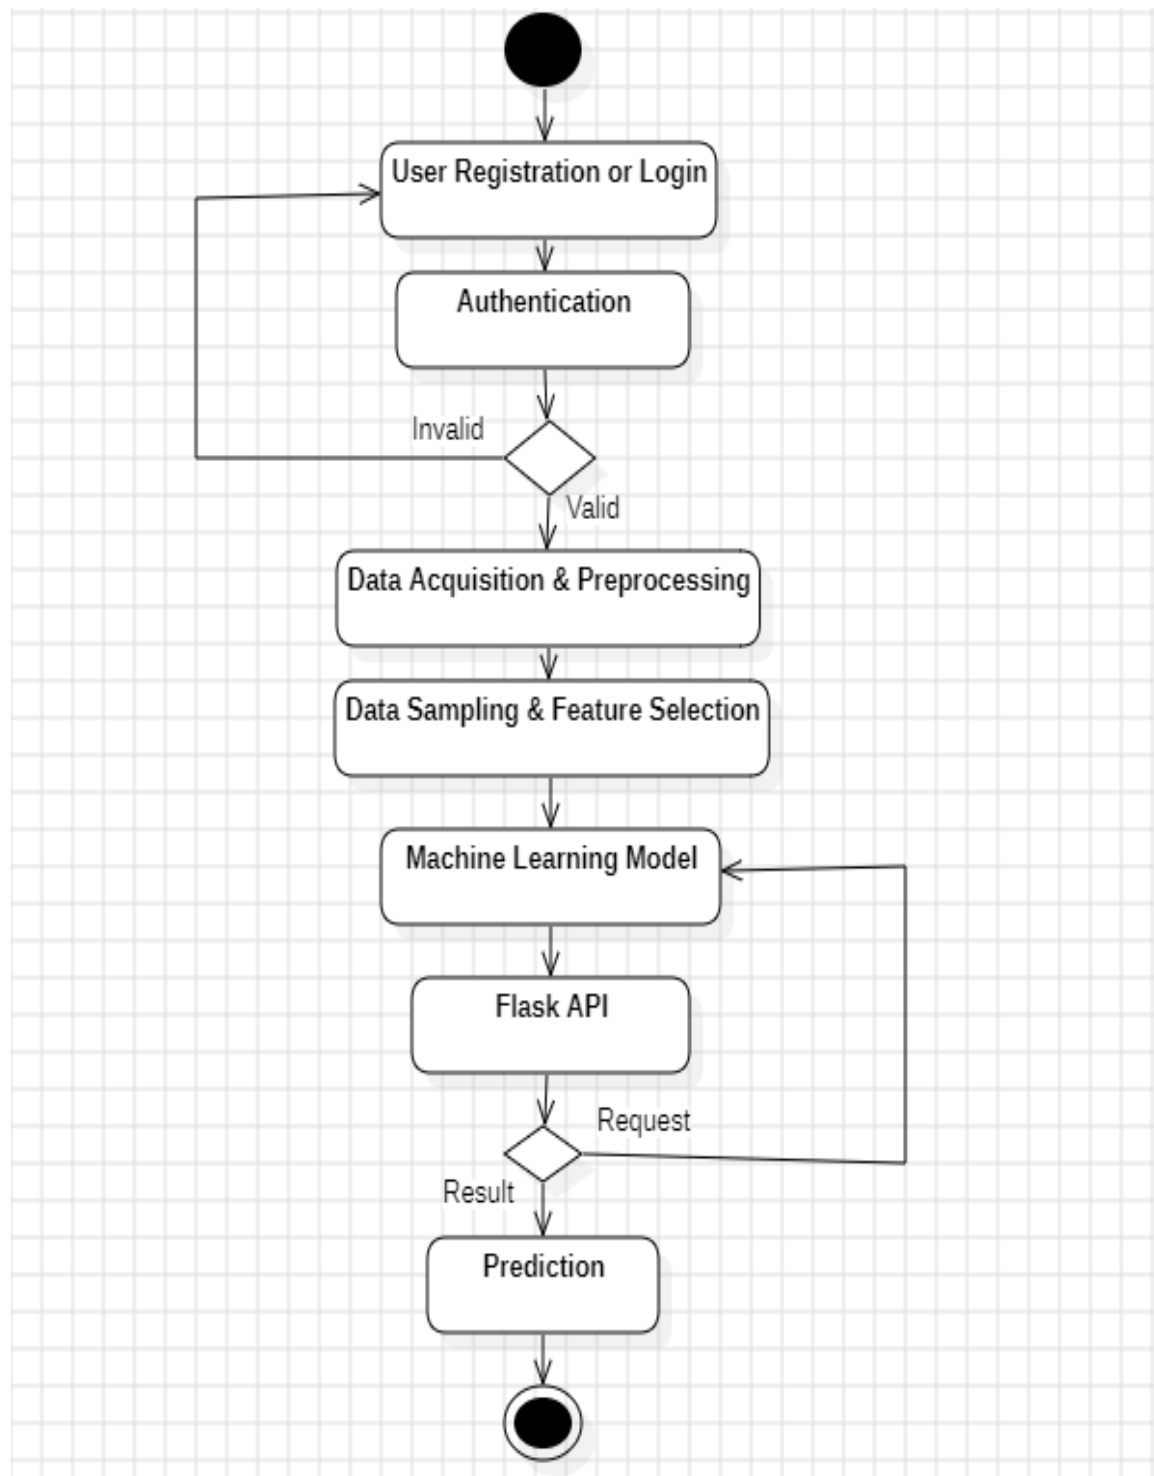 User Registration or Login
Authentication
Invalid
Valid
Data Acquisition & Preprocessing
Data Sampling & Feature Selection
Machine Learning Model
Flask API
Request
Result
Prediction